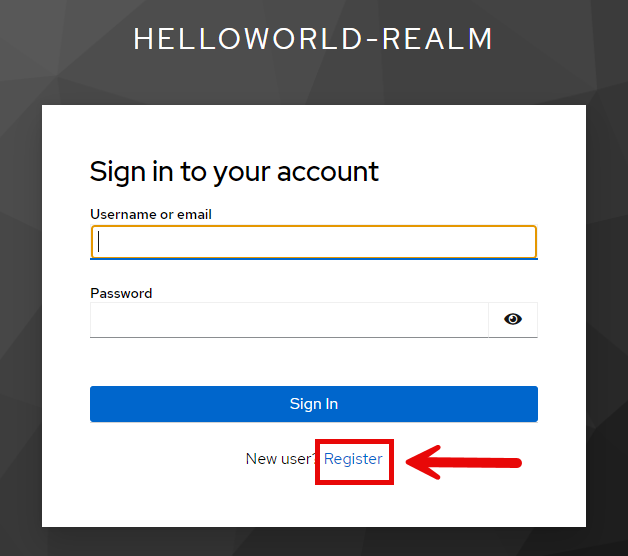 HELLOWORLD-REALM
Sign in to your account
Username or email
Password
Sign In
New user? Register